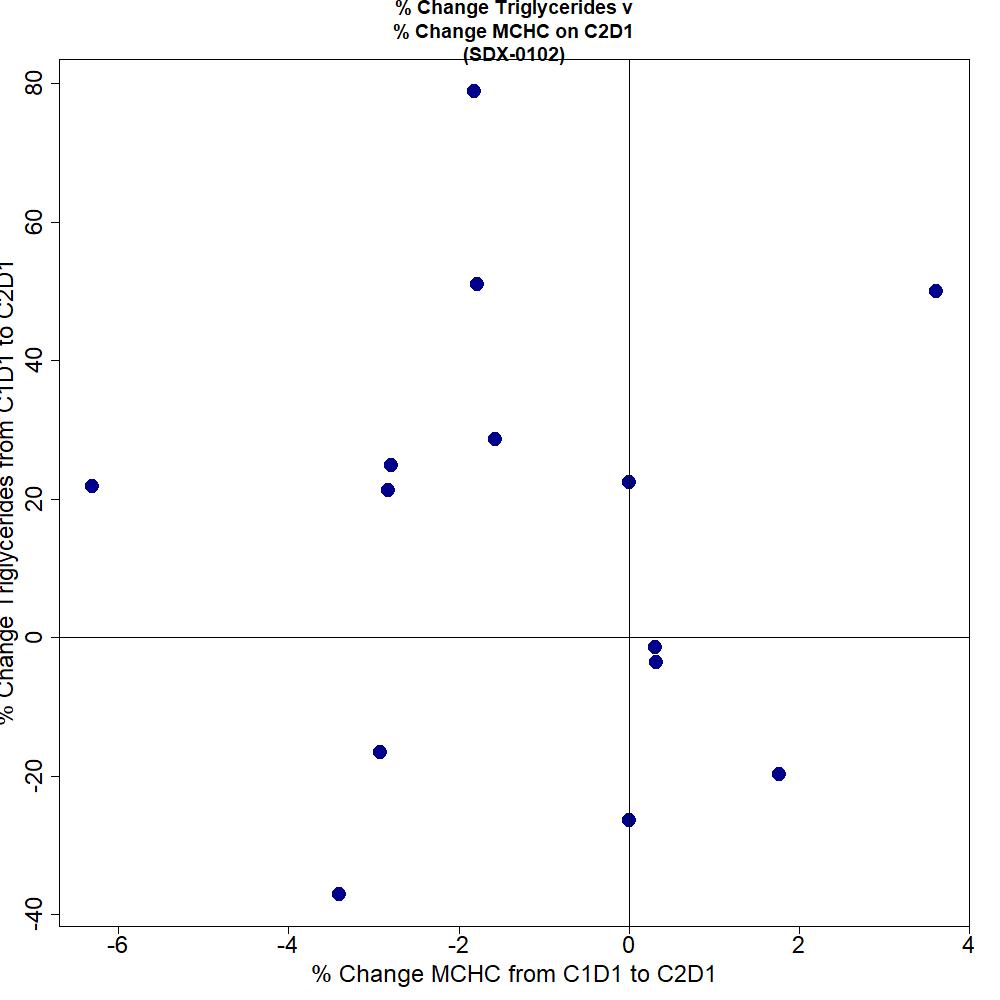 % Change Triglycerides v
% Change MCHC on C2D1
(SDX-0102)
% Change Triglycerides from C1D1 to C2D1
80
60
40
20
0
-20
-40
-6
-4
-2
0
2
4
% Change MCHC from C1D1 to C2D1